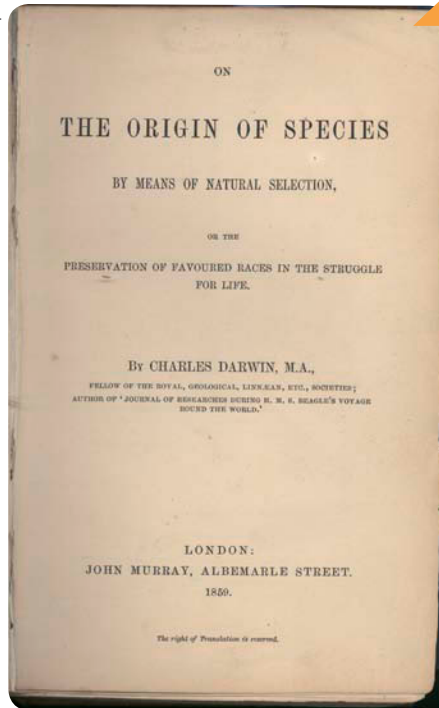 ON
THE ORIGIN OF SPECIES
BY MEANS OF NATURAL SELECTION,
OR THE
PRESERVATION OF FAVOURED RACES IN THE STRUGGLE
FOR LIFE.
BY CHARLES DARWIN, M.A.,
FELLOW OF THE ROYAL, GEOLOGICAL, LINNÆAN, ETC., SOCIETIES;
AUTHOR OF ‘JOURNAL OF RESEARCHES DURING H. M. S. BEAGLE'S VOYAGE
ROUND THE WORLD.’
LONDON:
JOHN MURRAY, ALBEMARLE STREET.
1859.
The right of Translation is reserved.